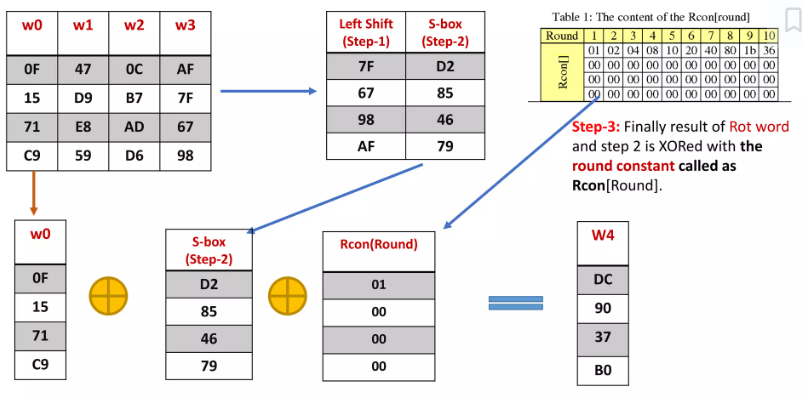 w0 w1 w2 w3
0F 47 0C AF
15 D9 B7 7F
71 E8 AD 67
C9 59 D6 98
Left Shift (Step-1) S-box (Step-2)
7F D2
67 85
98 46
AF 79
Table 1: The content of the Rcon[round]
Round 1 2 3 4 5 6 7 8 9 10
Rcon[]
01 02 04 08 10 20 40 80 1b 36
00 00 00 00 00 00 00 00 00 00
00 00 00 00 00 00 00 00 00 00
00 00 00 00 00 00 00 00 00 00
Step-3: Finally result of Rot word
and step 2 is XORed with the
round constant called as
Rcon[Round].
w0
0F
15
71
C9
S-box
(Step-2)
D2
85
46
79
Rcon(Round)
01
00
00
00
W4
DC
90
37
B0